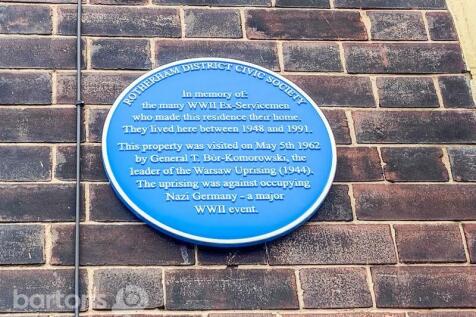 ROTHERHAM DISTRICT CIVIC SOCIETY
In memory of:
the many WWII Ex-Servicemen
who made this residence their home.
They lived here between 1948 and 1991.
This property was visited on May 5th 1962
by General T. Bór-Komorowski, the
leader of the Warsaw Uprising (1944).
The uprising was against occupying
Nazi Germany - a major
WWII event.
bartons